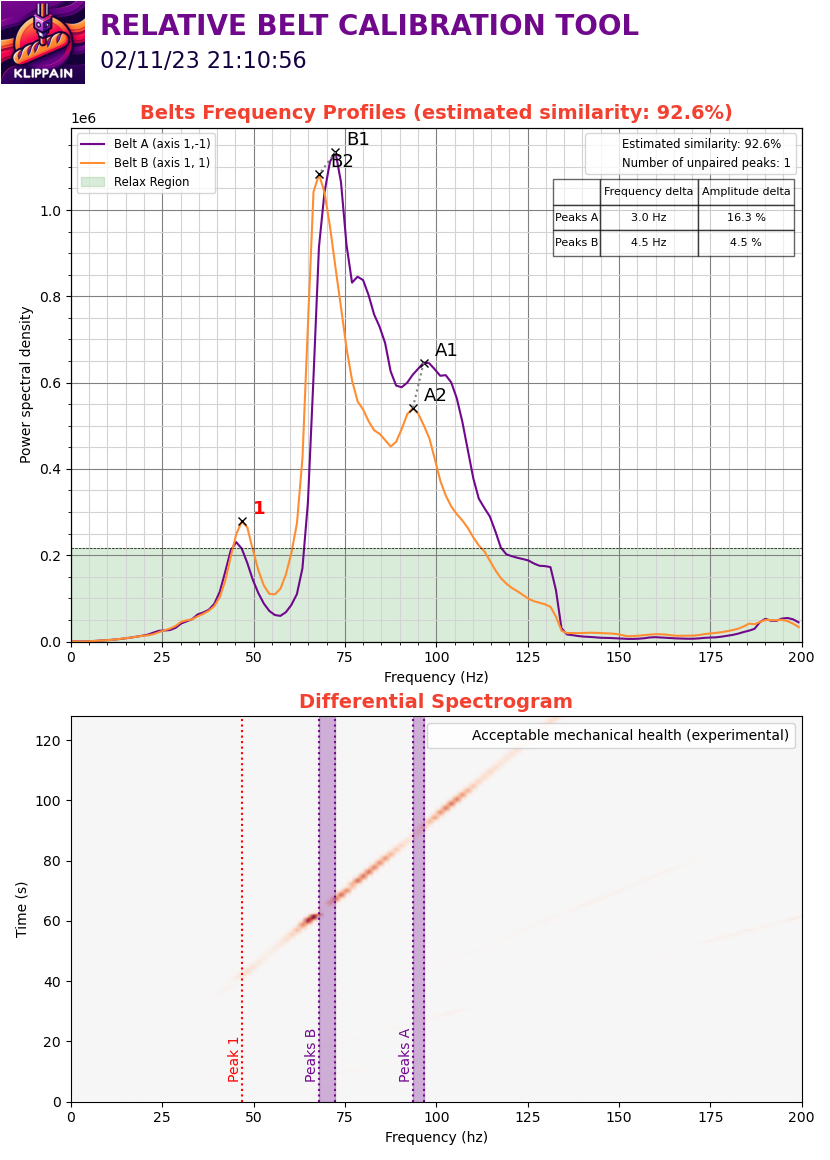 KLIPPAIN
RELATIVE BELT CALIBRATION TOOL
02/11/23 21:10:56
Belts Frequency Profiles (estimated similarity: 92.6%)
1e6
Belt A (axis 1,-1)
Belt B (axis 1, 1)
Relax Region
Estimated similarity: 92.6%
Number of unpaired peaks: 1
Frequency delta Amplitude delta
Peaks A 3.0 Hz 16.3 %
Peaks B 4.5 Hz 4.5 %
B1
B2
A1
A2
1
Power spectral density
1.0
0.8
0.6
0.4
0.2
0.0
0 25 50 75 100 125 150 175 200
Frequency (Hz)
Differential Spectrogram
Acceptable mechanical health (experimental)
Time (s)
120
100
80
60
40
20
0
Peak 1
Peaks B
Peaks A
0 25 50 75 100 125 150 175 200
Frequency (hz)